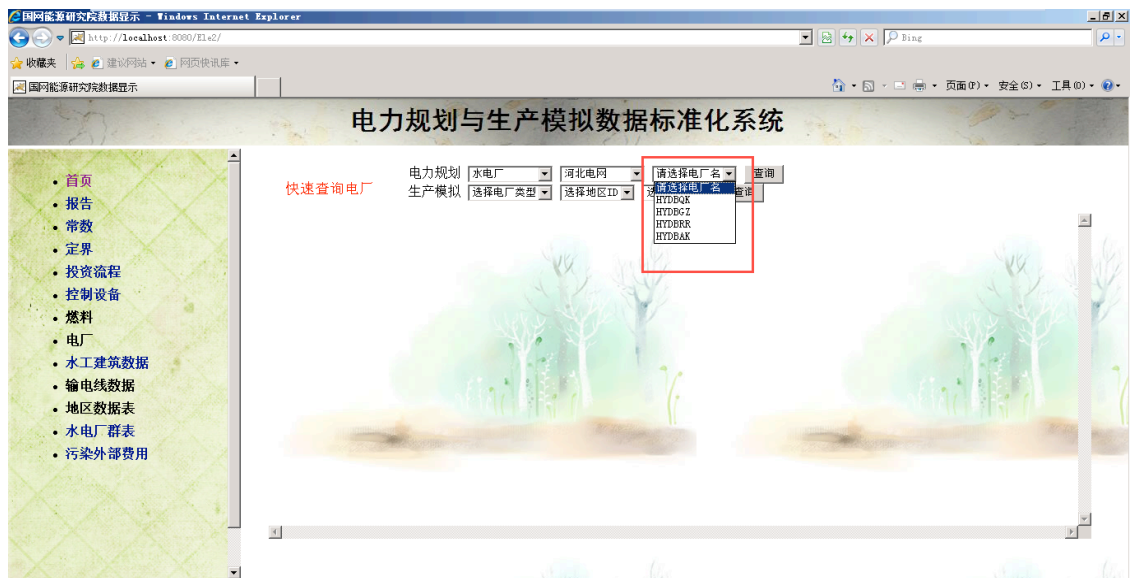 国网能源研究院数据显示 - Windows Internet Explorer
http://localhost:8080/Ele2/
Bing
收藏夹 建议网站 网页快讯库
国网能源研究院数据显示
页面(P) 安全(S) 工具(O)
电力规划与生产模拟数据标准化系统
首页
报告
常数
定界
投资流程
控制设备
燃料
电厂
水工建筑数据
输电线数据
地区数据表
水电厂群表
污染外部费用
快速查询电厂
电力规划 水电厂 河北电网 请选择电厂名 查询
生产模拟 选择电厂类型 选择地区ID
请选择电厂名
HYDBQK
HYDBGZ
HYDBRR
HYDBAK